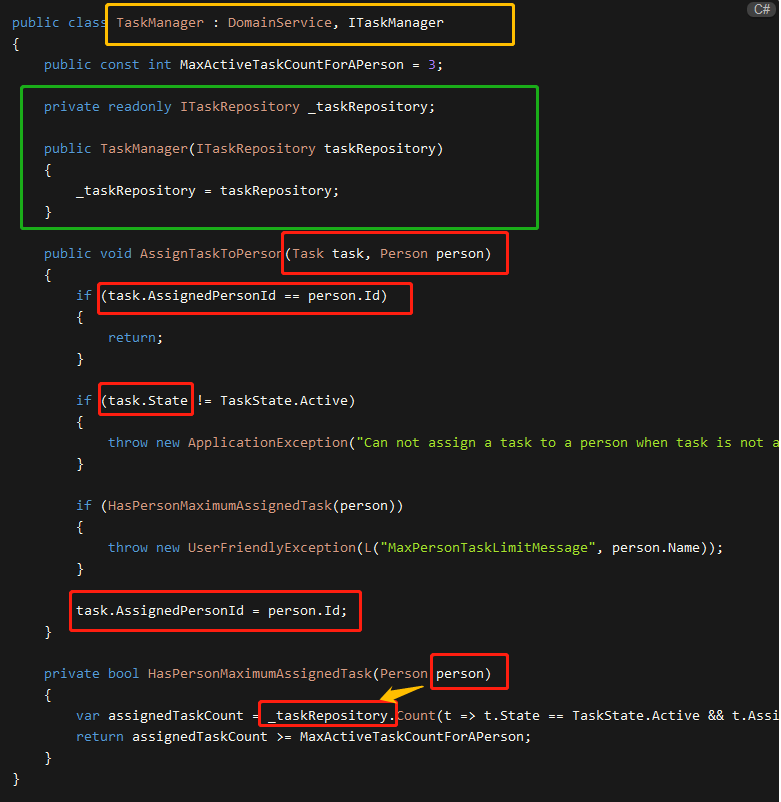 C#
public class TaskManager : DomainService, ITaskManager
{
    public const int MaxActiveTaskCountForAPerson = 3;
    private readonly ITaskRepository _taskRepository;
    public TaskManager(ITaskRepository taskRepository)
    {
        _taskRepository = taskRepository;
    }
    public void AssignTaskToPerson(Task task, Person person)
    {
        if (task.AssignedPersonId == person.Id)
        {
            return;
        }
        if (task.State != TaskState.Active)
        {
            throw new ApplicationException("Can not assign a task to a person when task is not a
        }
        if (HasPersonMaximumAssignedTask(person))
        {
            throw new UserFriendlyException(L("MaxPersonTaskLimitMessage", person.Name));
        }
        task.AssignedPersonId = person.Id;
    }
    private bool HasPersonMaximumAssignedTask(Person person)
    {
        var assignedTaskCount = _taskRepository.Count(t => t.State == TaskState.Active && t.Assi
        return assignedTaskCount >= MaxActiveTaskCountForAPerson;
    }
}